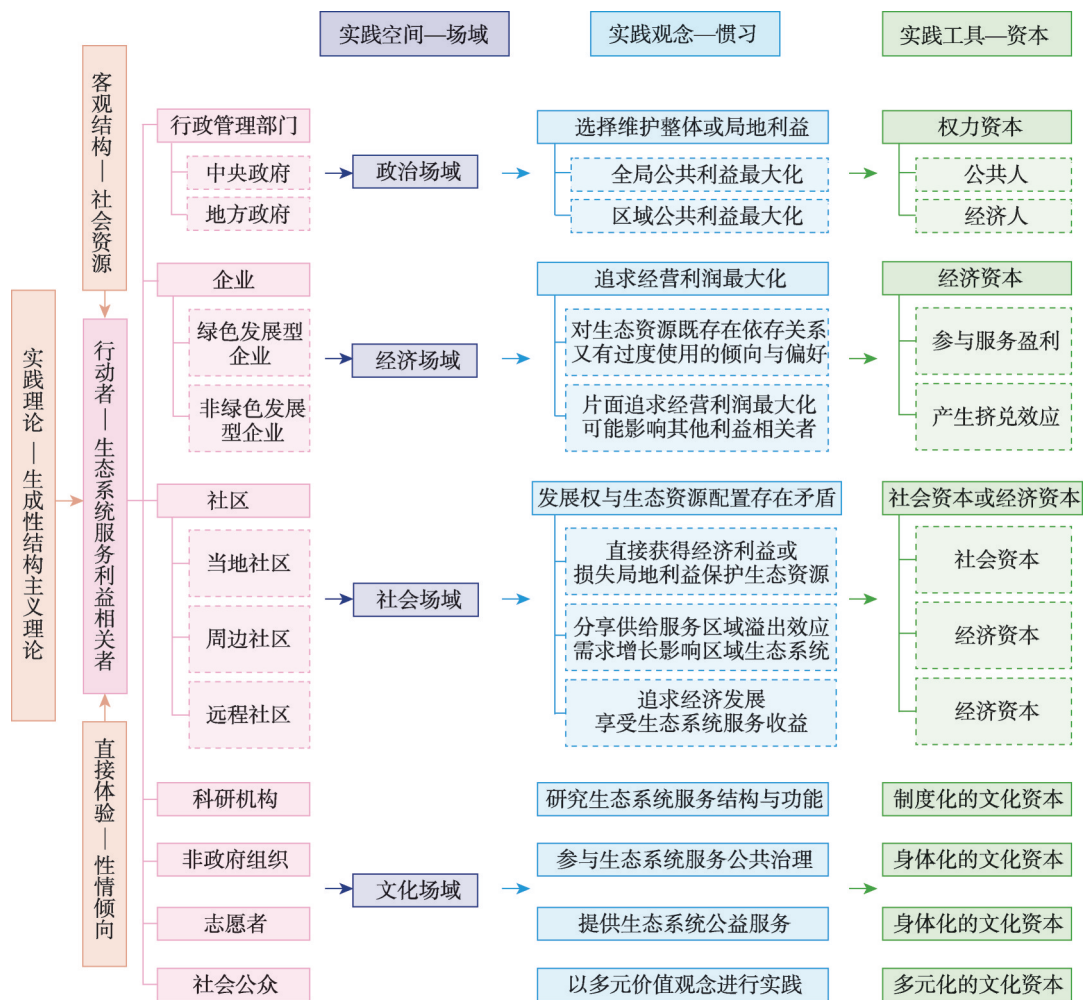 实践空间—场域
实践观念—惯习
实践工具—资本
实践理论—生成性结构主义理论
客观结构—社会资源
行动者—生态系统服务利益相关者
直接体验—性情倾向
行政管理部门
中央政府
地方政府
政治场域
选择维护整体或局地利益
全局公共利益最大化
区域公共利益最大化
权力资本
公共人
经济人
企业
绿色发展型
企业
非绿色发展
型企业
经济场域
追求经营利润最大化
对生态资源既存在依存关系
又有过度使用的倾向与偏好
片面追求经营利润最大化
可能影响其他利益相关者
经济资本
参与服务盈利
产生挤兑效应
社区
当地社区
周边社区
远程社区
社会场域
发展权与生态资源配置存在矛盾
直接获得经济利益或
损失局地利益保护生态资源
分享供给服务区域溢出效应
需求增长影响区域生态系统
追求经济发展
享受生态系统服务收益
社会资本或经济资本
社会资本
经济资本
经济资本
科研机构
非政府组织
志愿者
社会公众
文化场域
研究生态系统服务结构与功能
参与生态系统服务公共治理
提供生态系统公益服务
以多元价值观念进行实践
制度化的文化资本
身体化的文化资本
身体化的文化资本
多元化的文化资本